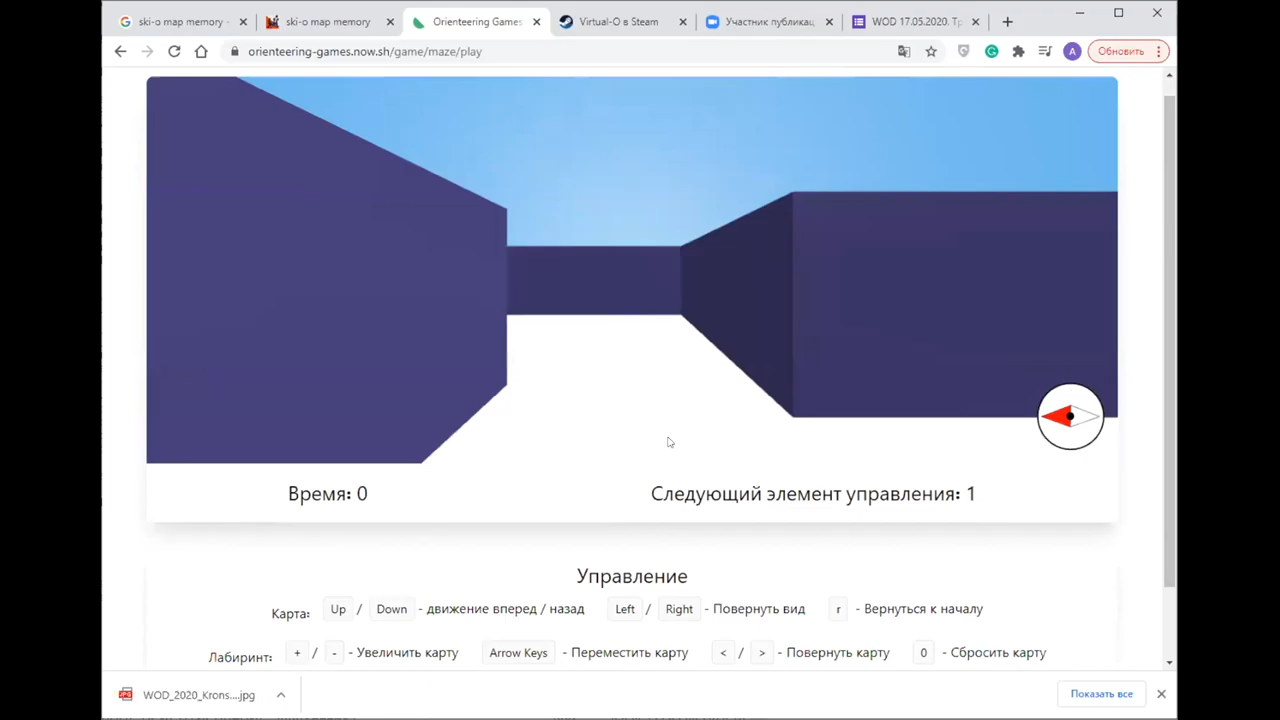 ski-o map memory -
ski-o map memory
Orienteering Games
Virtual-O в Steam
Участник публикац
WOD 17.05.2020. Тр
orienteering-games.now.sh/game/maze/play
A
Обновить
Время: 0
Следующий элемент управления: 1
Управление
Карта: Up / Down - движение вперед / назад Left / Right - Повернуть вид r - Вернуться к началу
Лабиринт: + / - - Увеличить карту Arrow Keys - Переместить карту < / > - Повернуть карту 0 - Сбросить карту
JPG
WOD_2020_Krons....jpg
Показать все